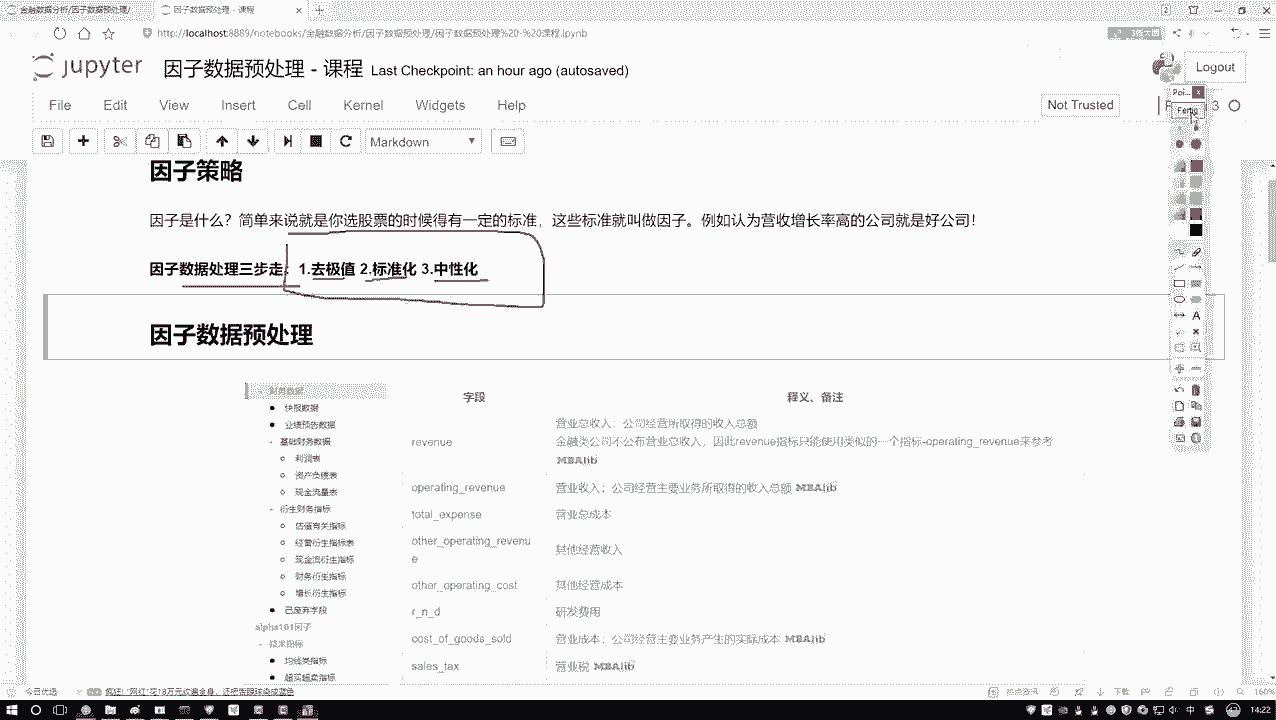 金融数据分析/因子数据预处理/
因子数据预处理 - 课程
http://localhost:8889/notebooks/金融数据分析/因子数据预处理/因子数据预处理%20-%20课程.ipynb
jupyter 因子数据预处理 - 课程 Last Checkpoint: an hour ago (autosaved)
Logout
File Edit View Insert Cell Kernel Widgets Help
Not Trusted
3
Markdown
因子策略
因子是什么？简单来说就是你选股票的时候得有一定的标准，这些标准就叫做因子。例如认为营收增长率高的公司就是好公司！
因子数据处理三步走：1.去极值 2.标准化 3.中性化
因子数据预处理
财务数据
快报数据
业绩预告数据
基础财务数据
利润表
资产负债表
现金流量表
衍生财务指标
估值有关指标
经营衍生指标表
现金流衍生指标
财务衍生指标
增长衍生指标
已废弃字段
alpha101因子
技术指标
均线类指标
超买超卖指标
字段 释义、备注
revenue
营业总收入：公司经营所取得的收入总额
金融类公司不公布营业总收入，因此revenue指标只能使用类似的一个指标-operating_revenue来参考
MBAlib
operating_revenue 营业收入：公司经营主要业务所取得的收入总额 MBAlib
total_expense 营业总成本
other_operating_revenu
e
其他经营收入
other_operating_cost 其他经营成本
r_n_d 研发费用
cost_of_goods_sold 营业成本：公司经营主要业务产生的实际成本 MBAlib
sales_tax 营业税 MBAlib
今日优选
热点资讯
下载
160%
中
14:22